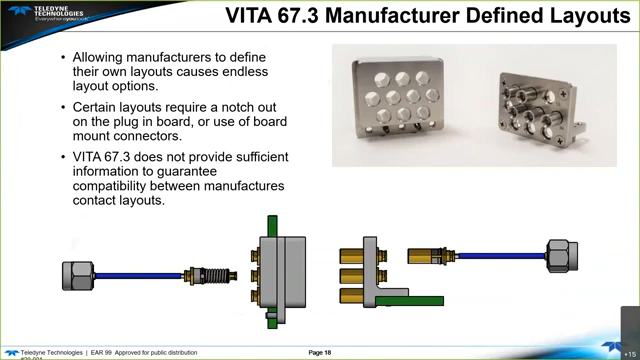 TELEDYNE
TECHNOLOGIES
Everywhereyoulook
VITA 67.3 Manufacturer Defined Layouts
• Allowing manufacturers to define
their own layouts causes endless
layout options.
• Certain layouts require a notch out
on the plug in board, or use of board
mount connectors.
• VITA 67.3 does not provide sufficient
information to guarantee
compatibility between manufactures
contact layouts.
Teledyne Technologies | EAR 99 Approved for public distribution
Page 18
+15